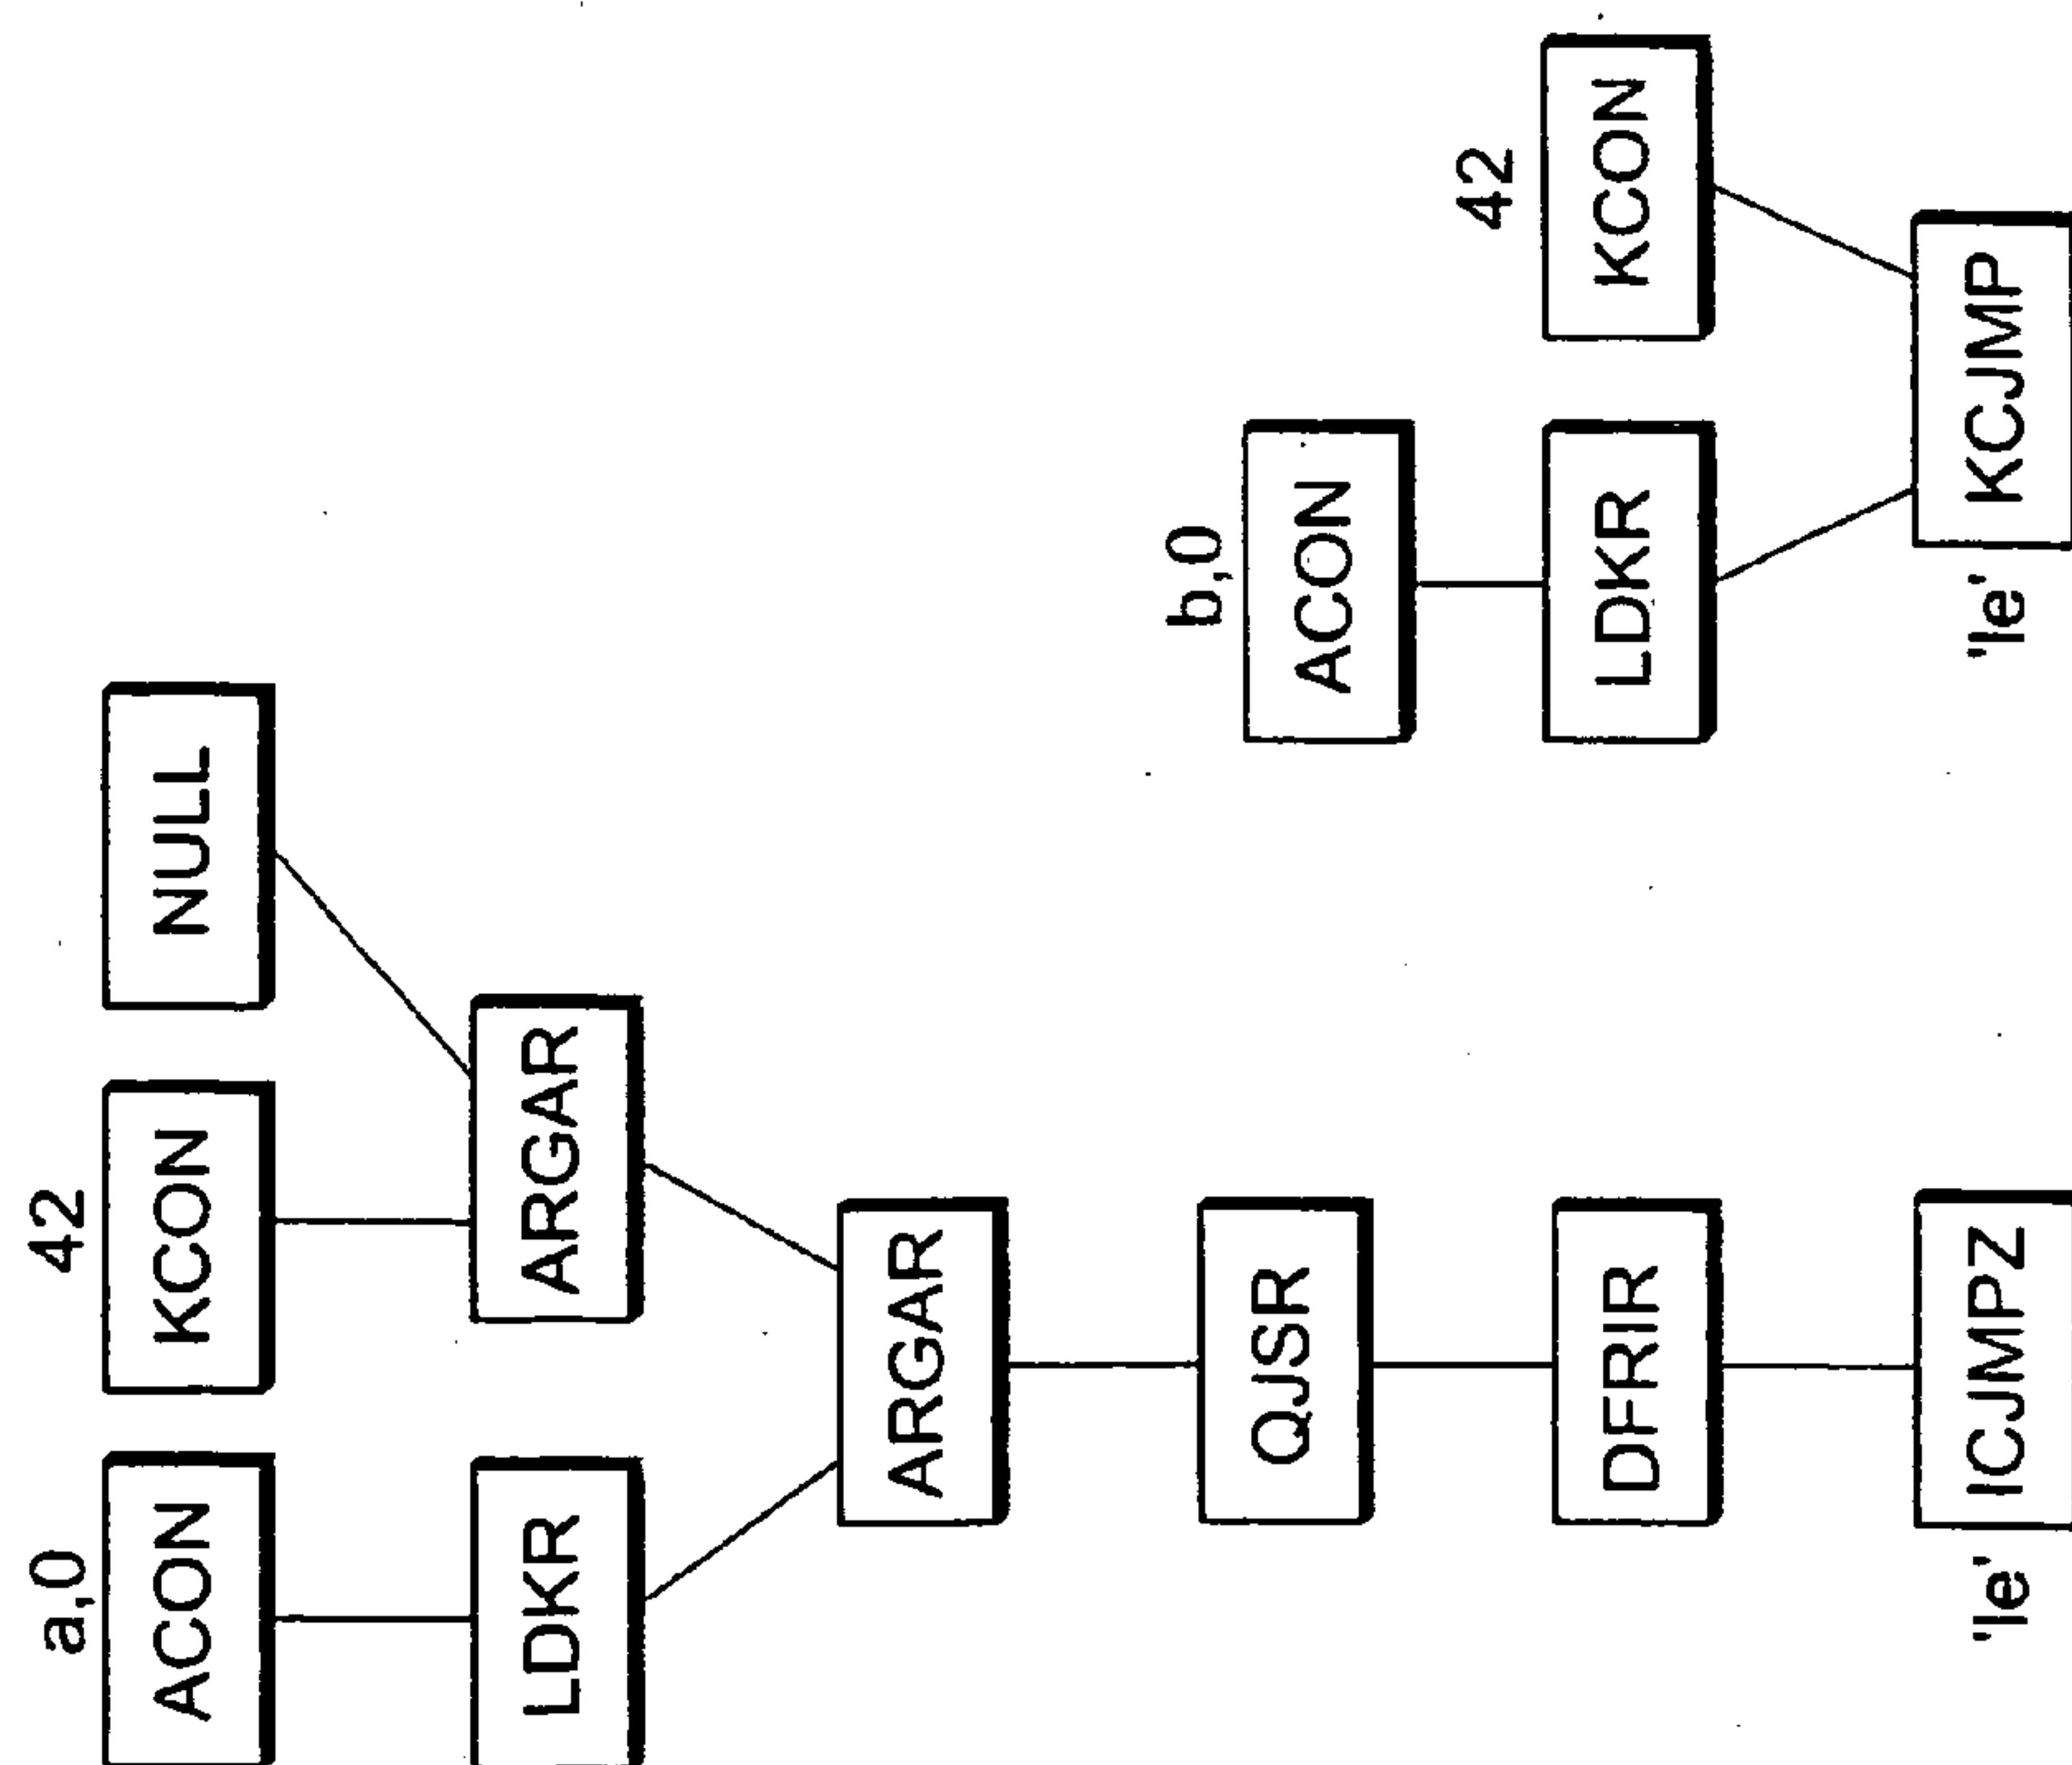 a,0 42
ACON KCON NULL
LDKR ARGAR
ARGAR
QJSR
DFRIR
'le' ICJMPZ
b,0
ACON
42
LDKR KCON
'le' KCJMP